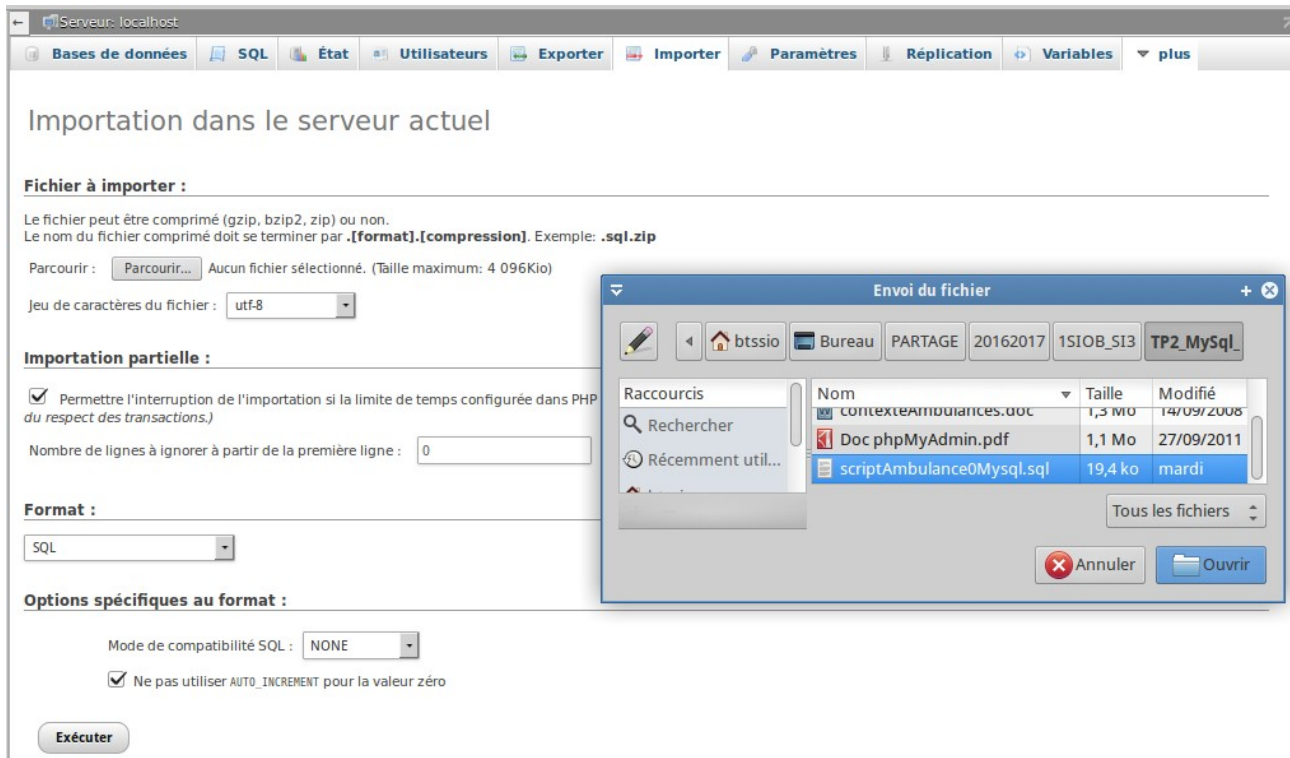 Serveur: localhost
Bases de données SQL État Utilisateurs Exporter Importer Paramètres Réplication Variables plus
Importation dans le serveur actuel
Fichier à importer :
Le fichier peut être comprimé (gzip, bzip2, zip) ou non.
Le nom du fichier comprimé doit se terminer par .[format].[compression]. Exemple: .sql.zip
Parcourir : Parcourir... Aucun fichier sélectionné. (Taille maximum: 4 096Kio)
Jeu de caractères du fichier : utf-8
Importation partielle :
Permettre l'interruption de l'importation si la limite de temps configurée dans PHP
du respect des transactions.)
Nombre de lignes à ignorer à partir de la première ligne : 0
Format :
SQL
Options spécifiques au format :
Mode de compatibilité SQL : NONE
Ne pas utiliser AUTO_INCREMENT pour la valeur zéro
Exécuter
Envoi du fichier
btssio Bureau PARTAGE 20162017 1SIOB_SI3 TP2_MySql_
Raccourcis
Rechercher
Récemment util...
Nom Taille Modifié
contexteAmbulances.doc 1,3 Mo 14/09/2008
Doc phpMyAdmin.pdf 1,1 Mo 27/09/2011
scriptAmbulance0Mysql.sql 19,4 ko mardi
Tous les fichiers
Annuler Ouvrir